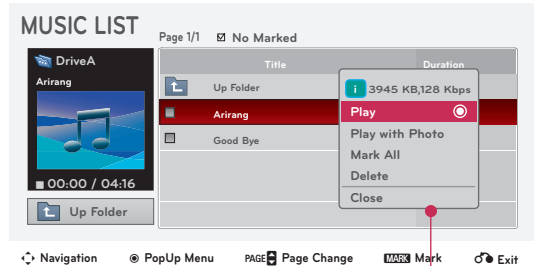 MUSIC LIST
Page 1/1 No Marked
DriveA
Arirang
00:00 / 04:16
Up Folder
Title Duration
Up Folder
Arirang
Good Bye
i 3945 KB,128 Kbps
Play
Play with Photo
Mark All
Delete
Close
Navigation PopUp Menu PAGE Page Change MARK Mark Exit